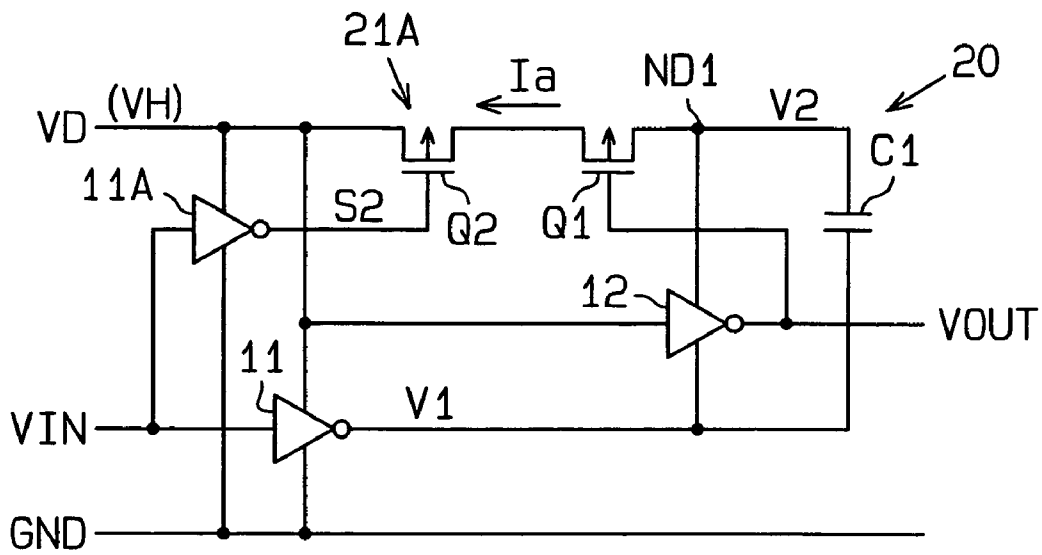 21A
20
Ia
ND1
V2
(VH)
VD
C1
11A
S2
Q2
Q1
12
VOUT
11
V1
VIN
GND